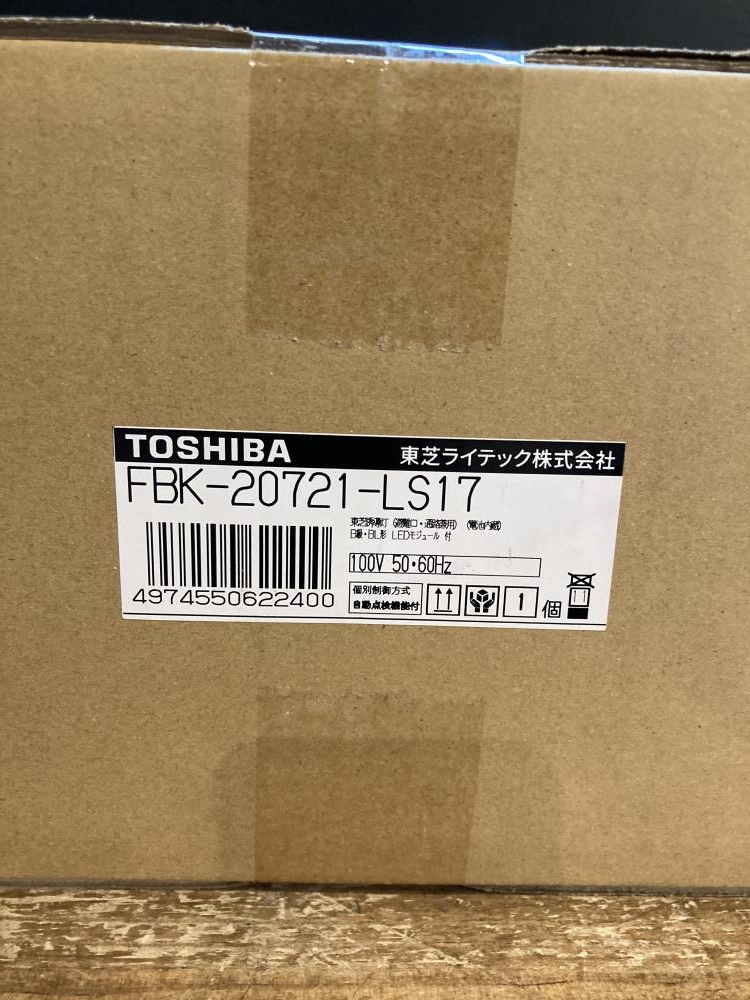 TOSHIBA
東芝ライテック株式会社
FBK-20721-LS17
東芝誘導灯 (避難口・通路兼用) (電池内蔵)
B級・BL形 LEDモジュール 付
100V 50・60Hz
4974550622400
個別制御方式
自動点検機能付
1 個